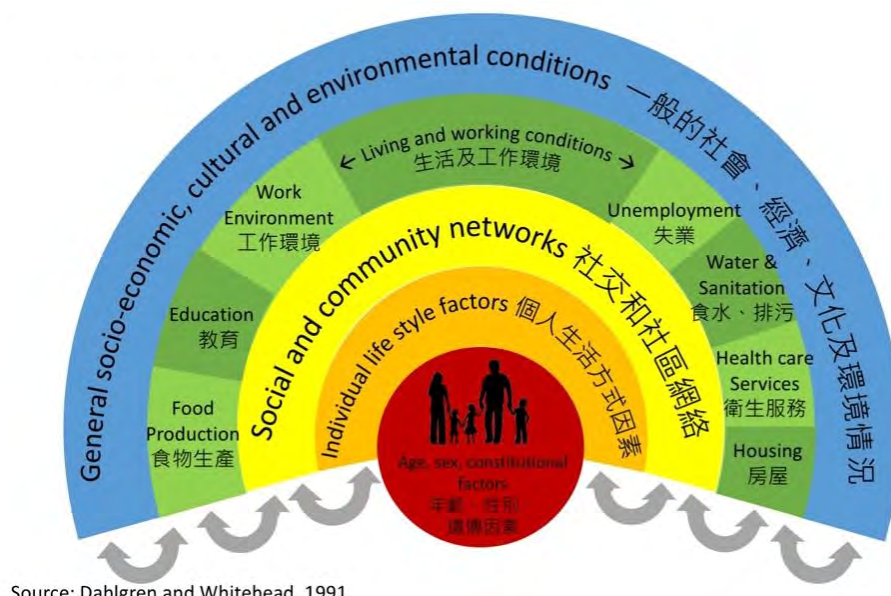 General socio-economic, cultural and environmental conditions 一般的社會、經濟、文化及環境情況
← Living and working conditions →
生活及工作環境
Work
Environment
工作環境
Education
教育
Food
Production
食物生產
Unemployment
失業
Water &
Sanitation
食水、排污
Health care
Services
衛生服務
Housing
房屋
Social and community networks 社交和社區網絡
Individual life style factors 個人生活方式因素
Age, sex, constitutional
factors
年齡、性別
遺傳因素
Source: Dahlgren and Whitehead, 1991